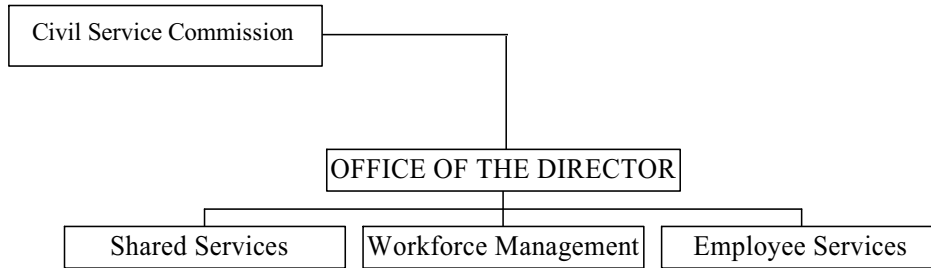 Civil Service Commission
OFFICE OF THE DIRECTOR
Shared Services
Workforce Management
Employee Services